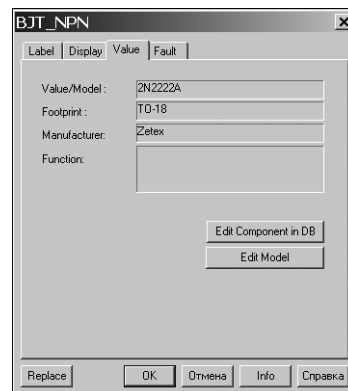 BJT_NPN
Label Display Value Fault
Value/Model : 2N2222A
Footprint : TO-18
Manufacturer: Zetex
Function:
Edit Component in DB
Edit Model
Replace OK Отмена Info Справка